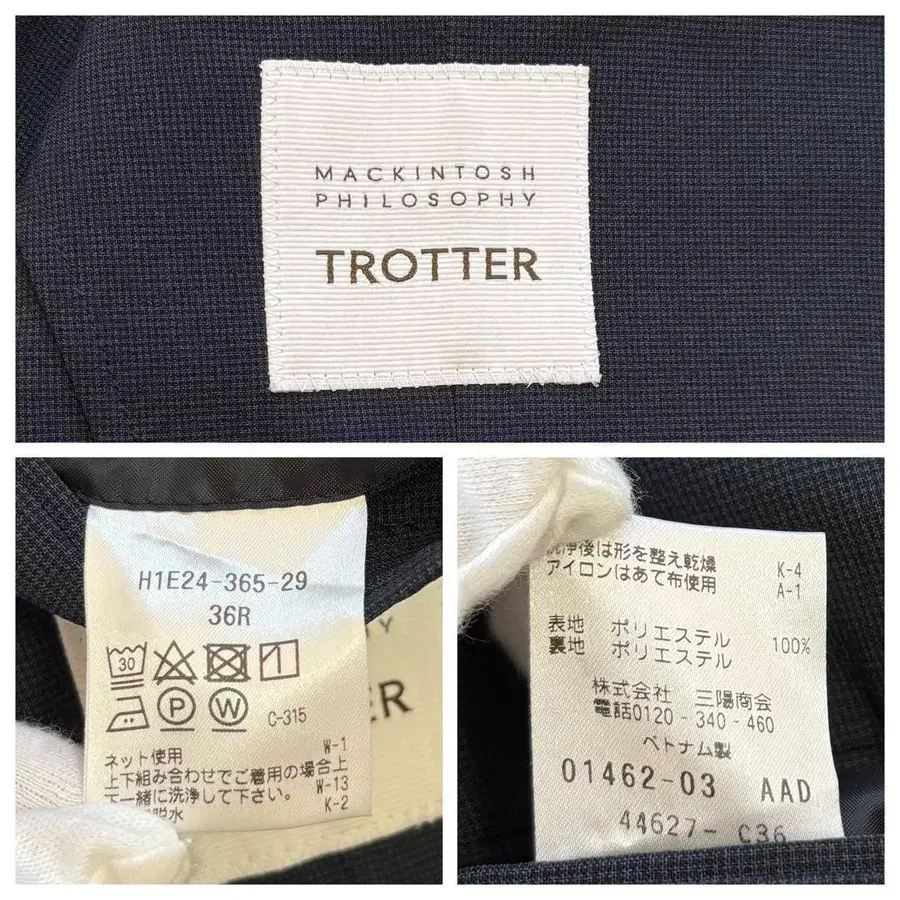 MACKINTOSH
PHILOSOPHY
TROTTER
H1E24-365-29
36R
30
P W C-315
ネット使用 W-1
上下組み合わせでご着用の場合上 W-13
下一緒に洗浄して下さい。 K-2
脱水
Y
ER
洗浄後は形を整え乾燥 K-4
アイロンはあて布使用 A-1
表地 ポリエステル 100%
裏地 ポリエステル
株式会社 三陽商会
電話0120-340-460
ベトナム製
01462-03 AAD
44627- C36